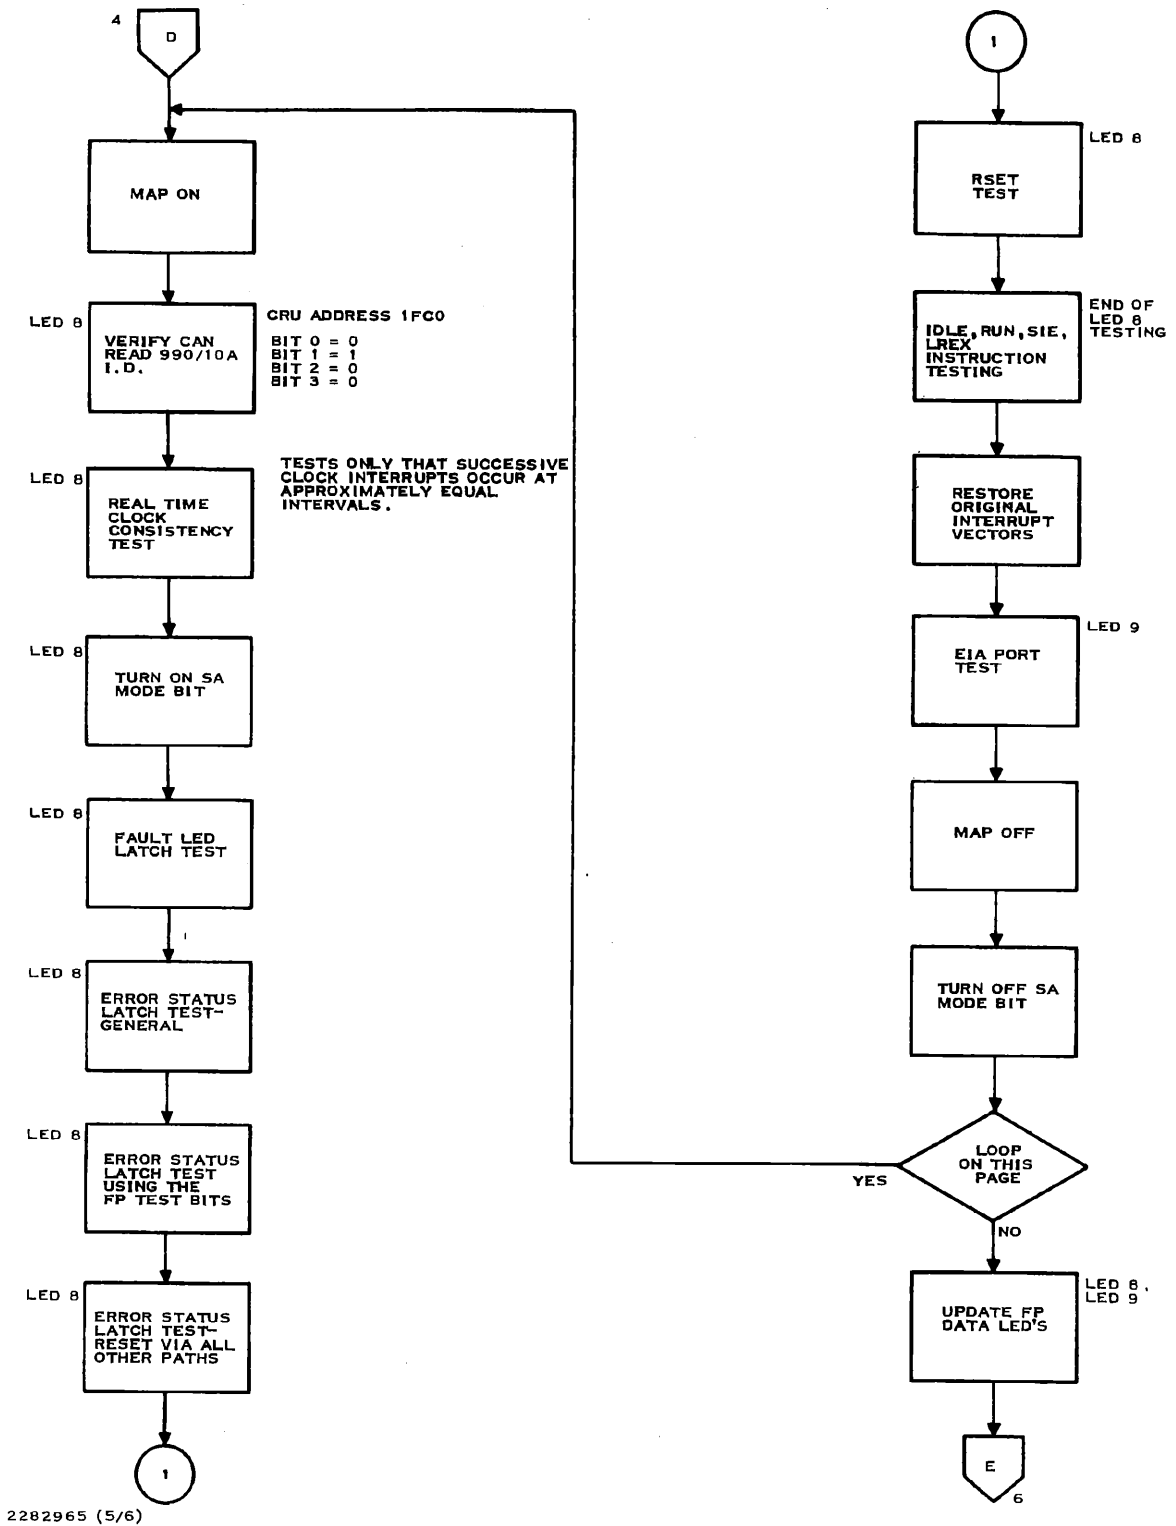 4
D
MAP ON
LED 8
VERIFY CAN
READ 990/10A
I.D.
CRU ADDRESS 1FC0
BIT 0 = 0
BIT 1 = 1
BIT 2 = 0
BIT 3 = 0
LED 8
REAL TIME
CLOCK
CONSISTENCY
TEST
TESTS ONLY THAT SUCCESSIVE
CLOCK INTERRUPTS OCCUR AT
APPROXIMATELY EQUAL
INTERVALS.
LED 8
TURN ON SA
MODE BIT
LED 8
FAULT LED
LATCH TEST
LED 8
ERROR STATUS
LATCH TEST-
GENERAL
LED 8
ERROR STATUS
LATCH TEST
USING THE
FP TEST BITS
LED 8
ERROR STATUS
LATCH TEST-
RESET VIA ALL
OTHER PATHS
1
2282965 (5/6)
1
LED 8
RSET
TEST
END OF
LED 8
TESTING
IDLE, RUN, SIE,
LREX
INSTRUCTION
TESTING
RESTORE
ORIGINAL
INTERRUPT
VECTORS
LED 9
EIA PORT
TEST
MAP OFF
TURN OFF SA
MODE BIT
LOOP
ON THIS
PAGE
YES
NO
LED 8,
LED 9
UPDATE FP
DATA LED'S
E
6